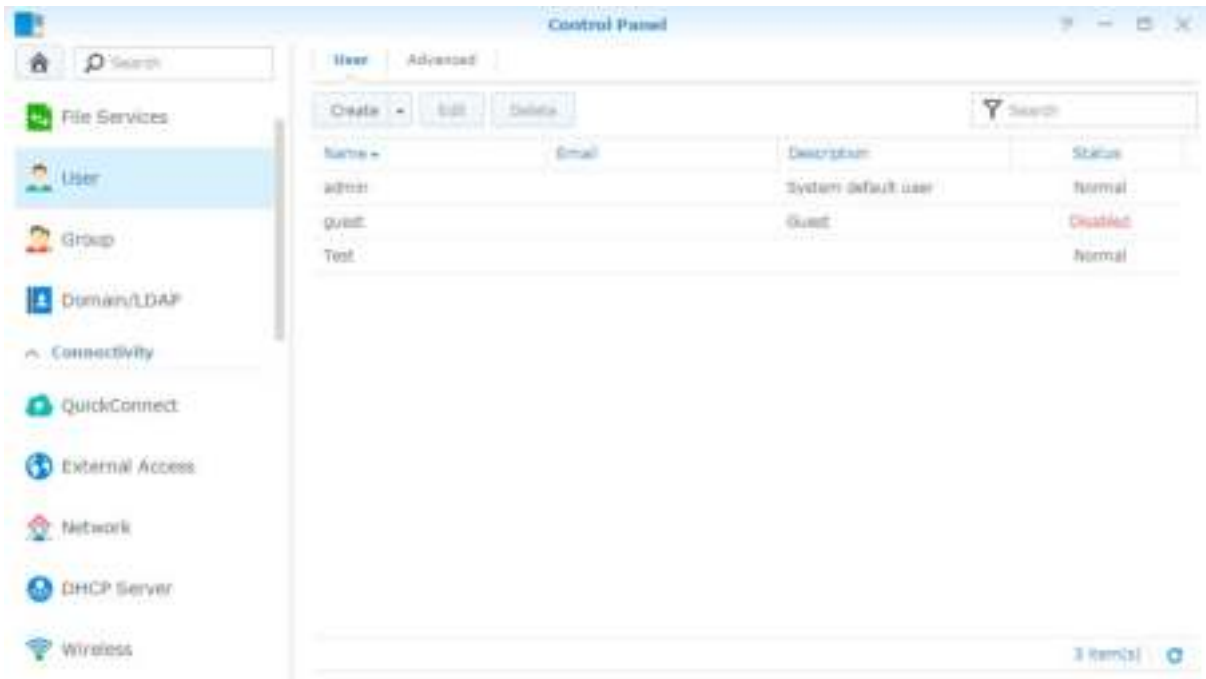 Control Panel
Search
File Services
User
Group
Domain/LDAP
Connectivity
QuickConnect
External Access
Network
DHCP Server
Wireless
User Advanced
Create Edit Delete Search
Name Email Description Status
admin System default user Normal
guest Guest Disabled
Test Normal
3 item(s)